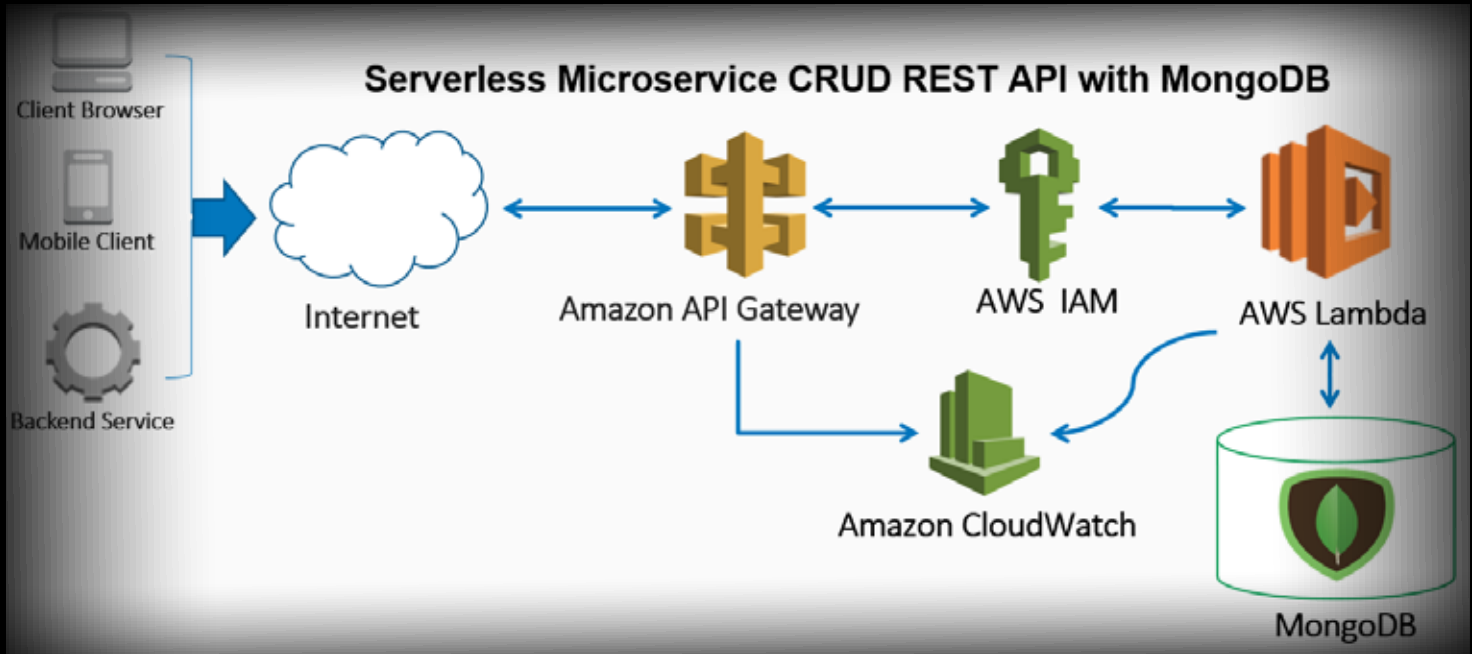 Serverless Microservice CRUD REST API with MongoDB
Client Browser
Mobile Client
Backend Service
Internet
Amazon API Gateway
AWS IAM
AWS Lambda
Amazon CloudWatch
MongoDB